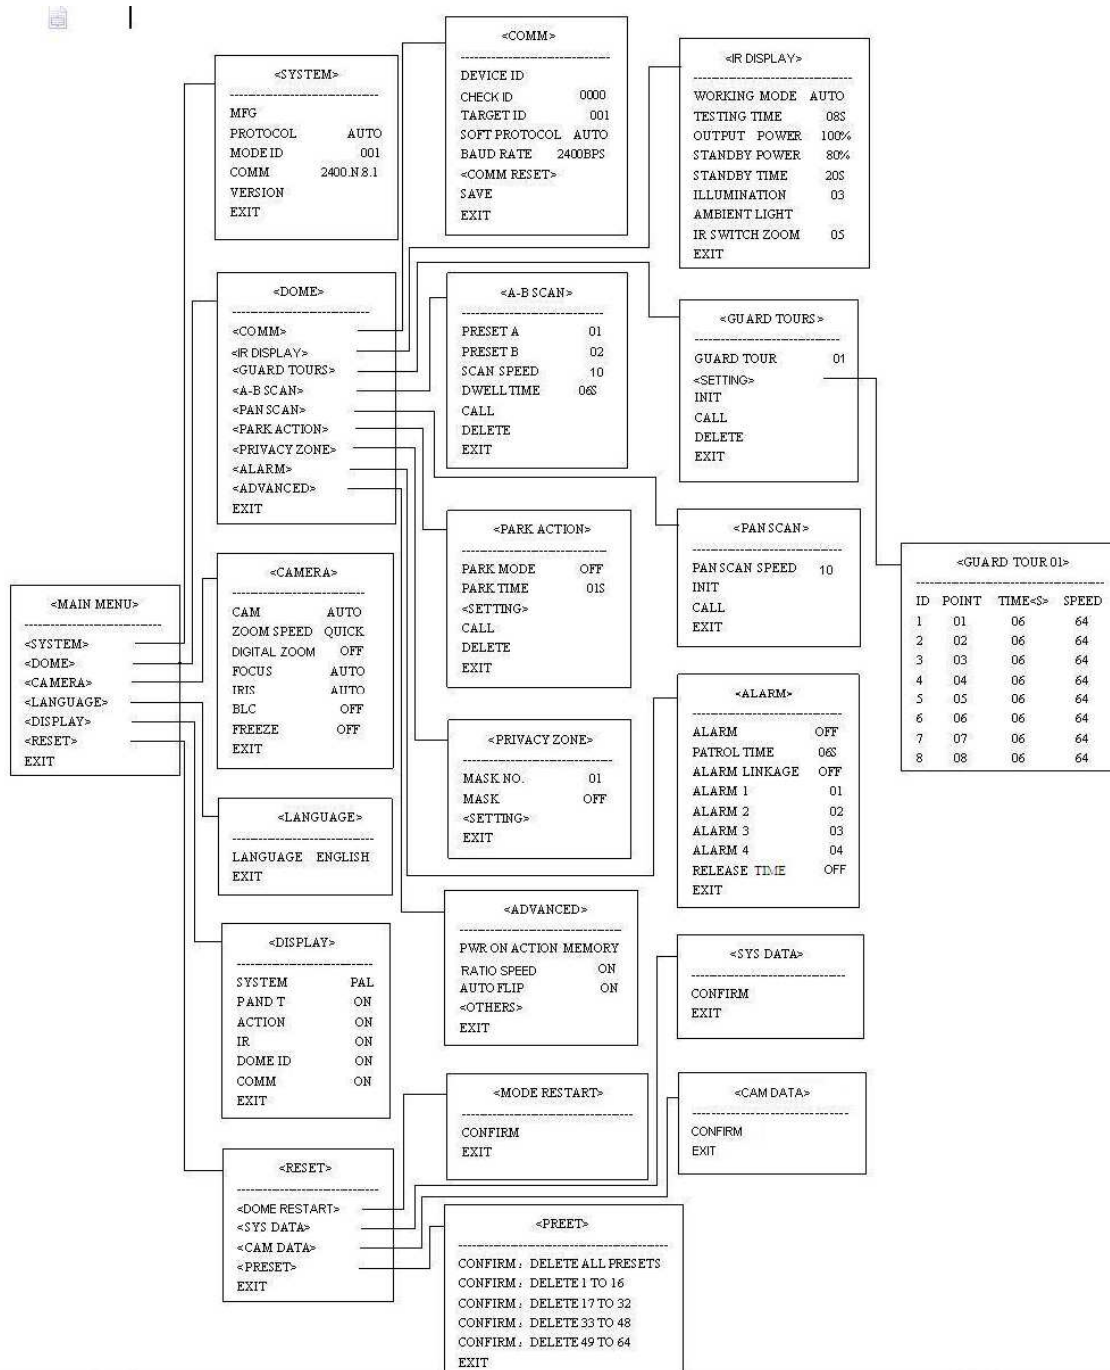 <SYSTEM>
MFG
PROTOCOL AUTO
MODE ID 001
COMM 2400.N.8.1
VERSION
EXIT
<COMM>
DEVICE ID
CHECK ID 0000
TARGET ID 001
SOFT PROTOCOL AUTO
BAUD RATE 2400BPS
<COMM RESET>
SAVE
EXIT
<IR DISPLAY>
WORKING MODE AUTO
TESTING TIME 08S
OUTPUT POWER 100%
STANDBY POWER 80%
STANDBY TIME 20S
ILLUMINATION 03
AMBIENT LIGHT
IR SWITCH ZOOM 05
EXIT
<DOME>
<COMM>
<IR DISPLAY>
<GUARD TOURS>
<A-B SCAN>
<PAN SCAN>
<PARK ACTION>
<PRIVACY ZONE>
<ALARM>
<ADVANCED>
EXIT
<A-B SCAN>
PRESET A 01
PRESET B 02
SCAN SPEED 10
DWELL TIME 06S
CALL
DELETE
EXIT
<GUARD TOURS>
GUARD TOUR 01
<SETTING>
INIT
CALL
DELETE
EXIT
<MAIN MENU>
<SYSTEM>
<DOME>
<CAMERA>
<LANGUAGE>
<DISPLAY>
<RESET>
EXIT
<CAMERA>
CAM AUTO
ZOOM SPEED QUICK
DIGITAL ZOOM OFF
FOCUS AUTO
IRIS AUTO
BLC OFF
FREEZE OFF
EXIT
<PARK ACTION>
PARK MODE OFF
PARK TIME 01S
<SETTING>
CALL
DELETE
EXIT
<PAN SCAN>
PAN SCAN SPEED 10
INIT
CALL
EXIT
<GUARD TOUR 01>
ID POINT TIME<S> SPEED
1 01 06 64
2 02 06 64
3 03 06 64
4 04 06 64
5 05 06 64
6 06 06 64
7 07 06 64
8 08 06 64
<PRIVACY ZONE>
MASK NO. 01
MASK OFF
<SETTING>
EXIT
<ALARM>
ALARM OFF
PATROL TIME 06S
ALARM LINKAGE OFF
ALARM 1 01
ALARM 2 02
ALARM 3 03
ALARM 4 04
RELEASE TIME OFF
EXIT
<LANGUAGE>
LANGUAGE ENGLISH
EXIT
<DISPLAY>
SYSTEM PAL
PAND T ON
ACTION ON
IR ON
DOME ID ON
COMM ON
EXIT
<ADVANCED>
PWR ON ACTION MEMORY
RATIO SPEED ON
AUTO FLIP ON
<OTHERS>
EXIT
<SYS DATA>
CONFIRM
EXIT
<MODE RESTART>
CONFIRM
EXIT
<CAM DATA>
CONFIRM
EXIT
<RESET>
<DOME RESTART>
<SYS DATA>
<CAM DATA>
<PRESET>
EXIT
<PREET>
CONFIRM: DELETE ALL PRESETS
CONFIRM: DELETE 1 TO 16
CONFIRM: DELETE 17 TO 32
CONFIRM: DELETE 33 TO 48
CONFIRM: DELETE 49 TO 64
EXIT